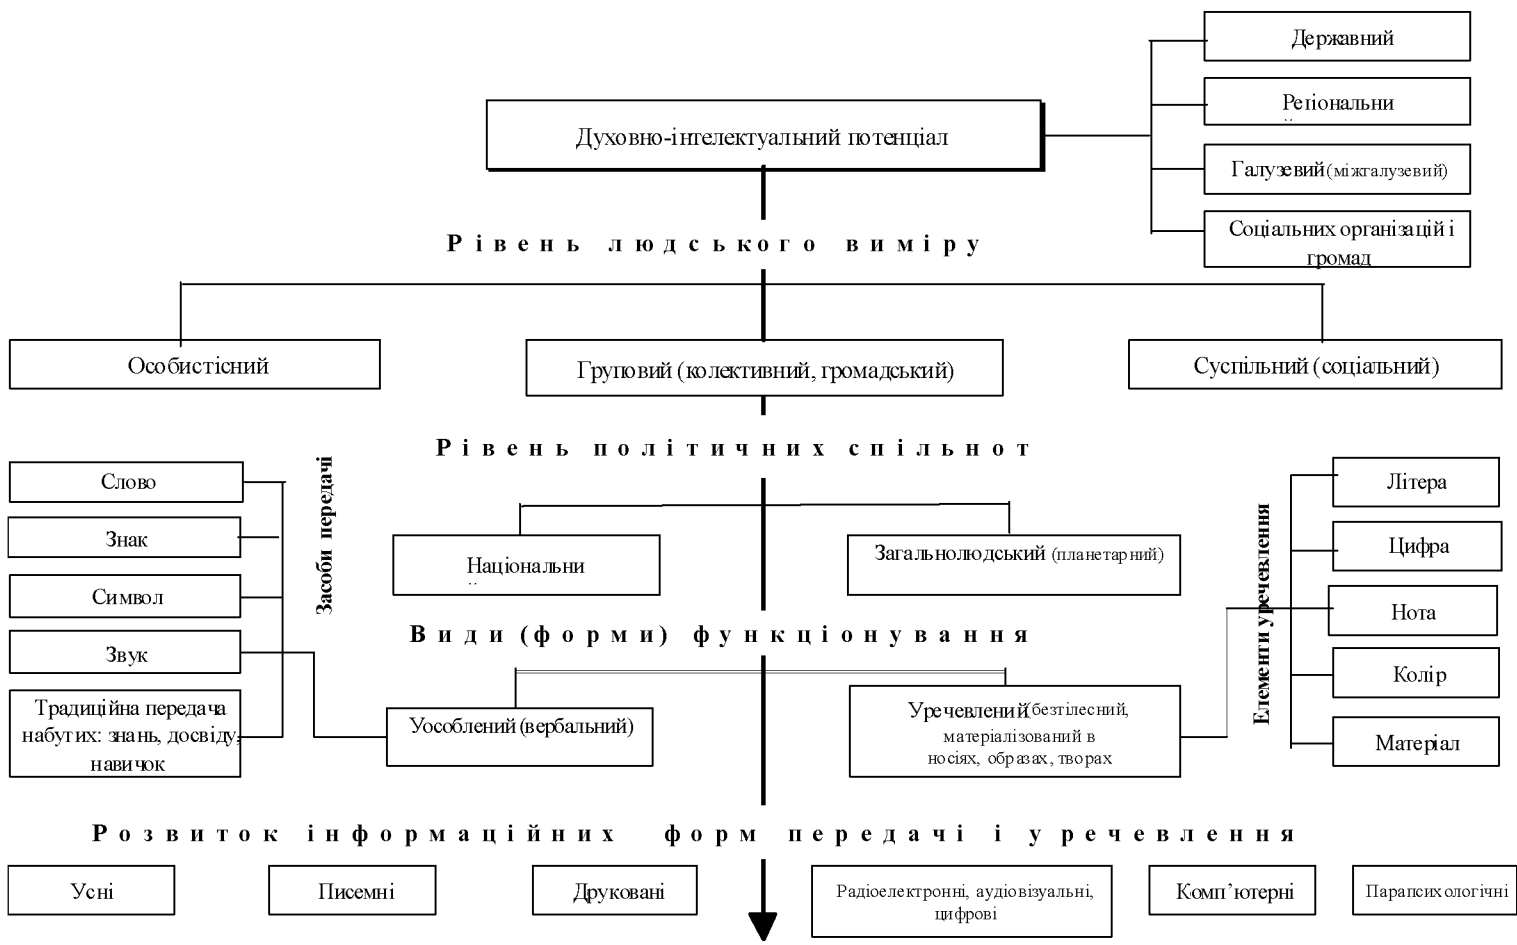 Державний
Регіональни
й
Духовно-інтелектуальний потенціал
Галузевий (міжгалузевий)
Соціальних організацій і
громад
Рівень людського виміру
Особистісний
Груповий (колективний, громадський)
Суспільний (соціальний)
Рівень політичних спільнот
Слово
Знак
Символ
Звук
Традиційна передача
набутих: знань, досвіду,
навичок
Засоби передачі
Національни
й
Загальнолюдський (планетарний)
Види (форми) функціонування
Уособлений (вербальний)
Уречевлений (безтілесний,
матеріалізований в
носіях, образах, творах
Елементи уречевлення
Літера
Цифра
Нота
Колір
Матеріал
Розвиток інформаційних форм передачі і уречевлення
Усні
Писемні
Друковані
Радіоелектронні, аудіовізуальні,
цифрові
Комп’ютерні
Парапсихологічні